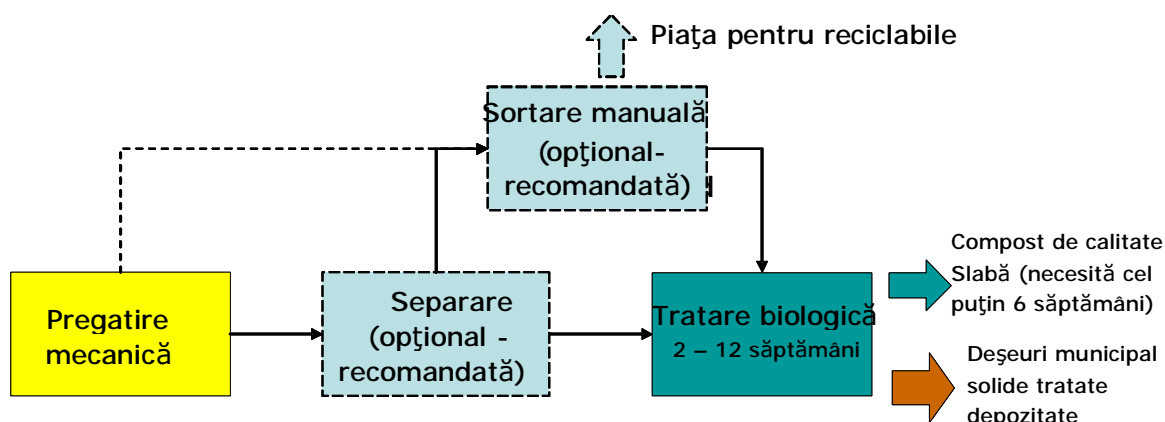 Piaţa pentru reciclabile
Sortare manuală
(opţional-
recomandată)
Pregatire
mecanică
Separare
(opţional -
recomandată)
Tratare biologică
2 – 12 săptămâni
Compost de calitate
Slabă (necesită cel
puţin 6 săptămâni)
Deşeuri municipal
solide tratate
depozitate